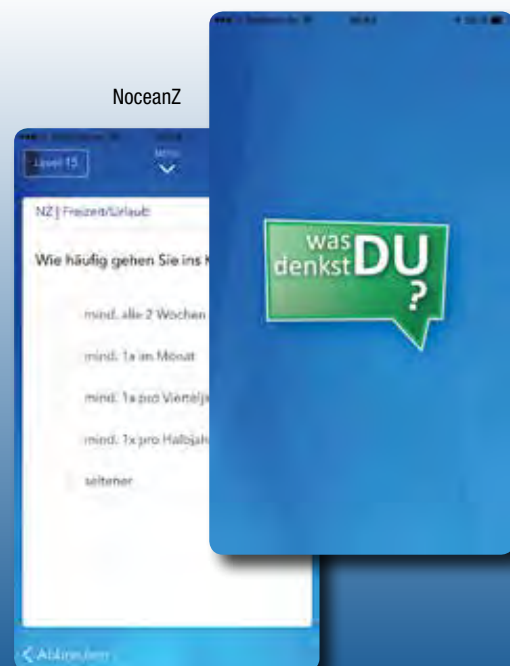 NoceanZ
Level 15
MENU
NZ | Freizeit/Urlaub
Wie häufig gehen Sie ins
mind. alle 2 Wochen
mind. 1x im Monat
mind. 1x pro Viertelja
mind. 1x pro Halbjah
seltener
Abbrechen
was
denkst DU
?